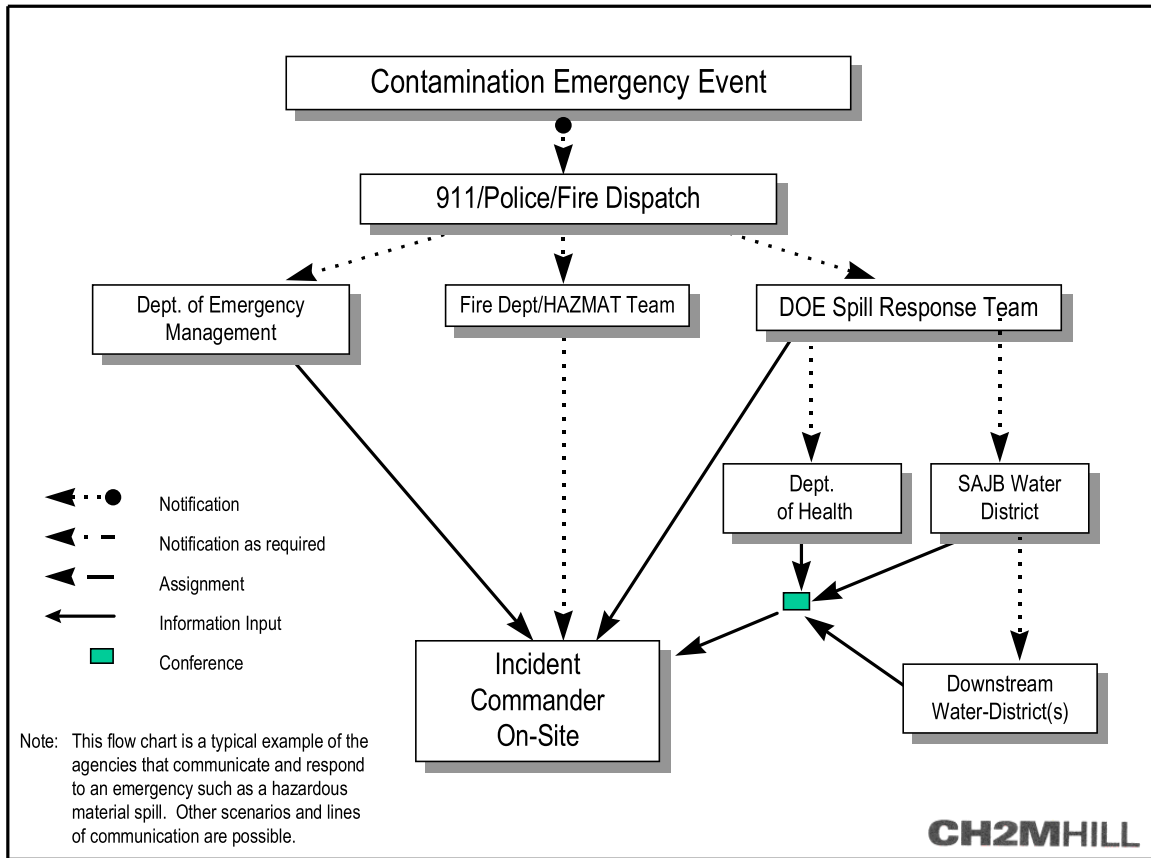 Contamination Emergency Event
911/Police/Fire Dispatch
Dept. of Emergency
Management
Fire Dept/HAZMAT Team
DOE Spill Response Team
Dept.
of Health
SAJB Water
District
Notification
Notification as required
Assignment
Information Input
Conference
Incident
Commander
On-Site
Downstream
Water-District(s)
Note: This flow chart is a typical example of the
agencies that communicate and respond
to an emergency such as a hazardous
material spill. Other scenarios and lines
of communication are possible.
CH2MHILL